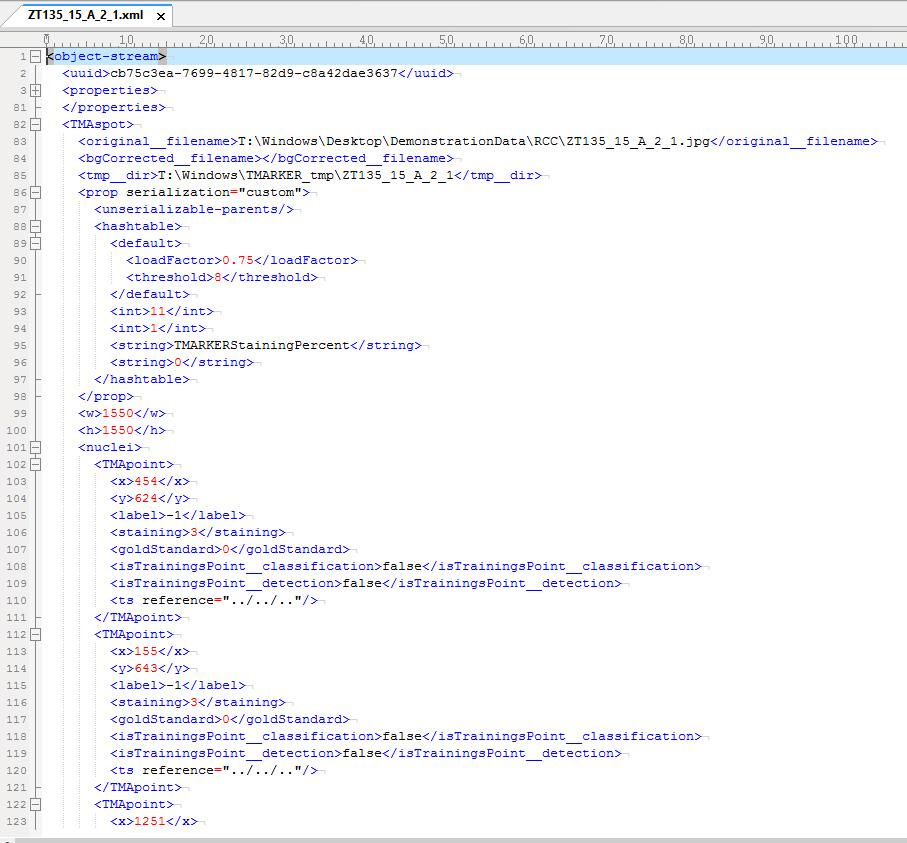 ZT135_15_A_2_1.xml
0 10 20 30 40 50 60 70 80 90 100
1 <object-stream>
2 <uuid>cb75c3ea-7699-4817-82d9-c8a42dae3637</uuid>
3 <properties>
81 </properties>
82 <TMAspot>
83 <original__filename>T:\Windows\Desktop\DemonstrationData\RCC\ZT135_15_A_2_1.jpg</original__filename>
84 <bgCorrected__filename></bgCorrected__filename>
85 <tmp__dir>T:\Windows\TMARKER_tmp\ZT135_15_A_2_1</tmp__dir>
86 <prop serialization="custom">
87 <unserializable-parents/>
88 <hashtable>
89 <default>
90 <loadFactor>0.75</loadFactor>
91 <threshold>8</threshold>
92 </default>
93 <int>11</int>
94 <int>1</int>
95 <string>TMARKERStainingPercent</string>
96 <string>0</string>
97 </hashtable>
98 </prop>
99 <w>1550</w>
100 <h>1550</h>
101 <nuclei>
102 <TMApoint>
103 <x>454</x>
104 <y>624</y>
105 <label>-1</label>
106 <staining>3</staining>
107 <goldStandard>0</goldStandard>
108 <isTrainingsPoint__classification>false</isTrainingsPoint__classification>
109 <isTrainingsPoint__detection>false</isTrainingsPoint__detection>
110 <ts reference="../../.."/>
111 </TMApoint>
112 <TMApoint>
113 <x>155</x>
114 <y>643</y>
115 <label>-1</label>
116 <staining>3</staining>
117 <goldStandard>0</goldStandard>
118 <isTrainingsPoint__classification>false</isTrainingsPoint__classification>
119 <isTrainingsPoint__detection>false</isTrainingsPoint__detection>
120 <ts reference="../../.."/>
121 </TMApoint>
122 <TMApoint>
123 <x>1251</x>